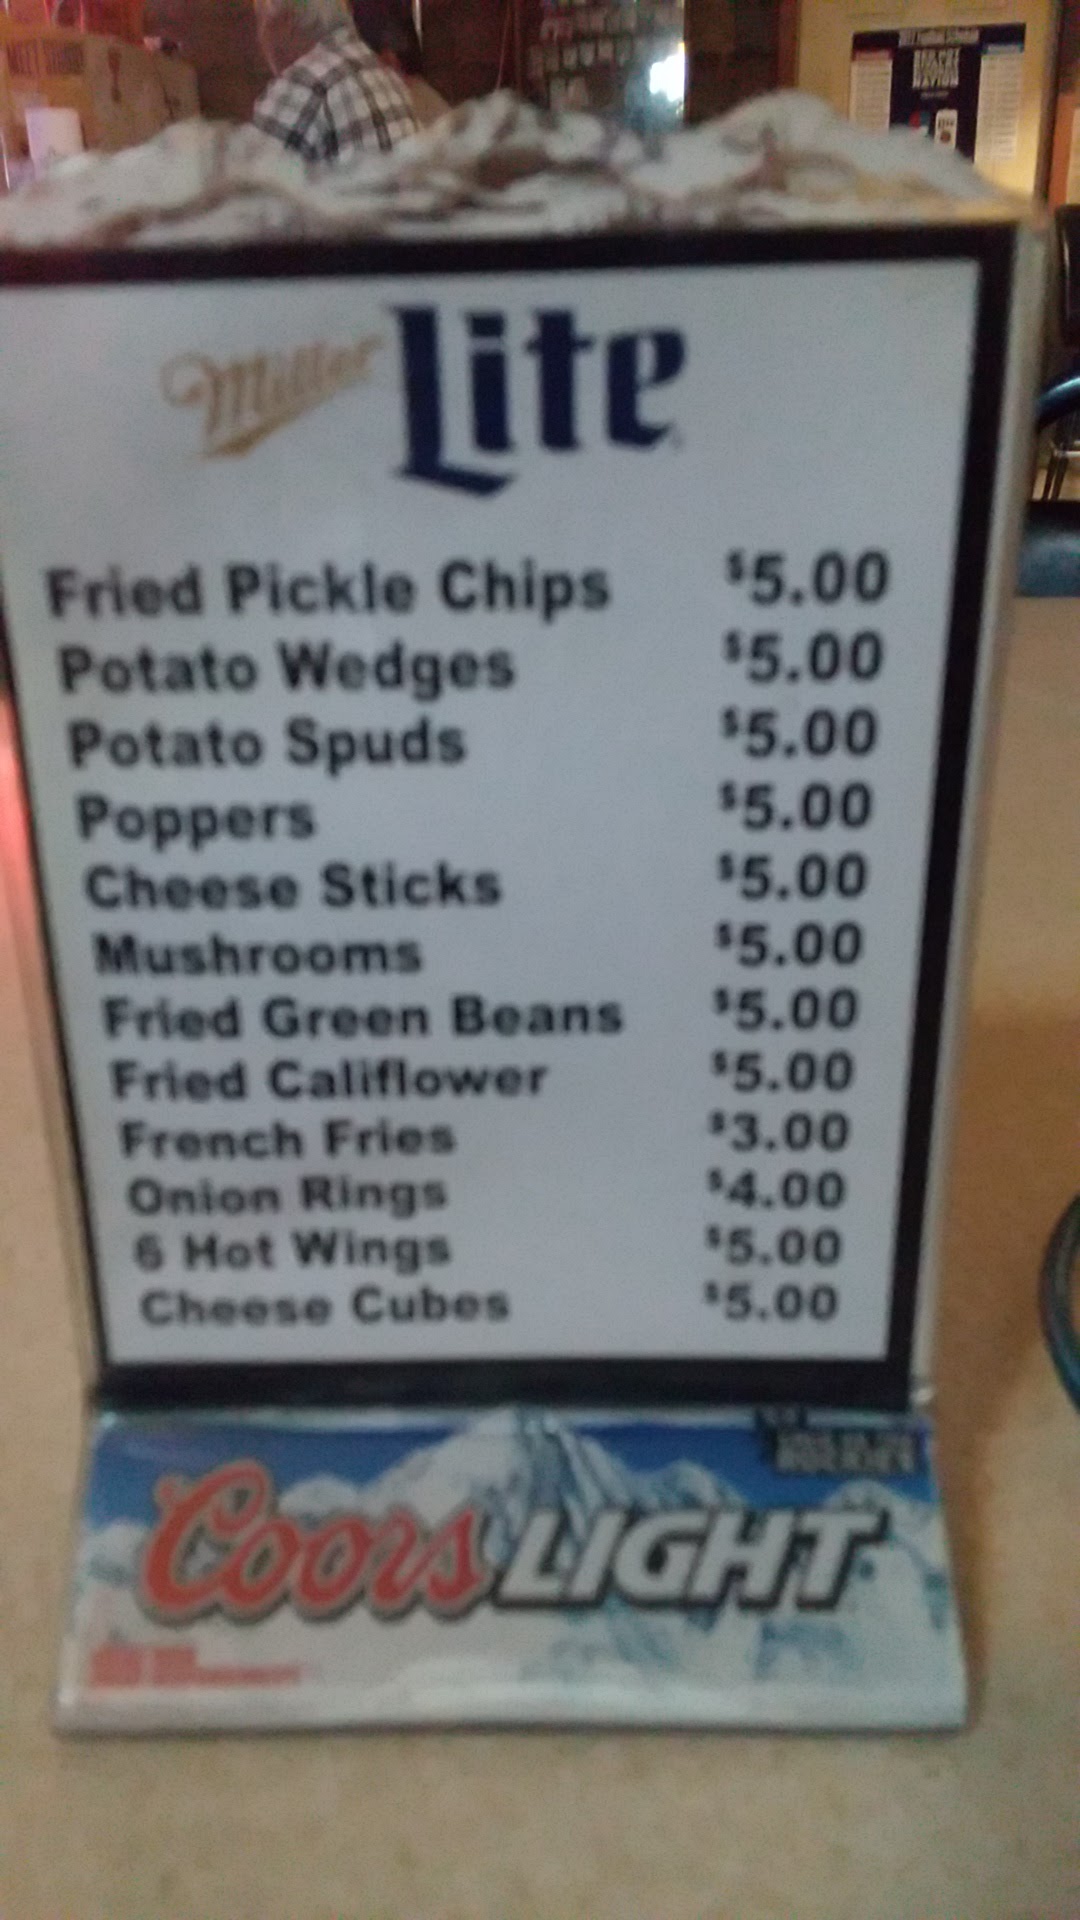 Miller Lite
Fried Pickle Chips $5.00
Potato Wedges $5.00
Potato Spuds $5.00
Poppers $5.00
Cheese Sticks $5.00
Mushrooms $5.00
Fried Green Beans $5.00
Fried Califlower $5.00
French Fries $3.00
Onion Rings $4.00
6 Hot Wings $5.00
Cheese Cubes $5.00
Coors LIGHT